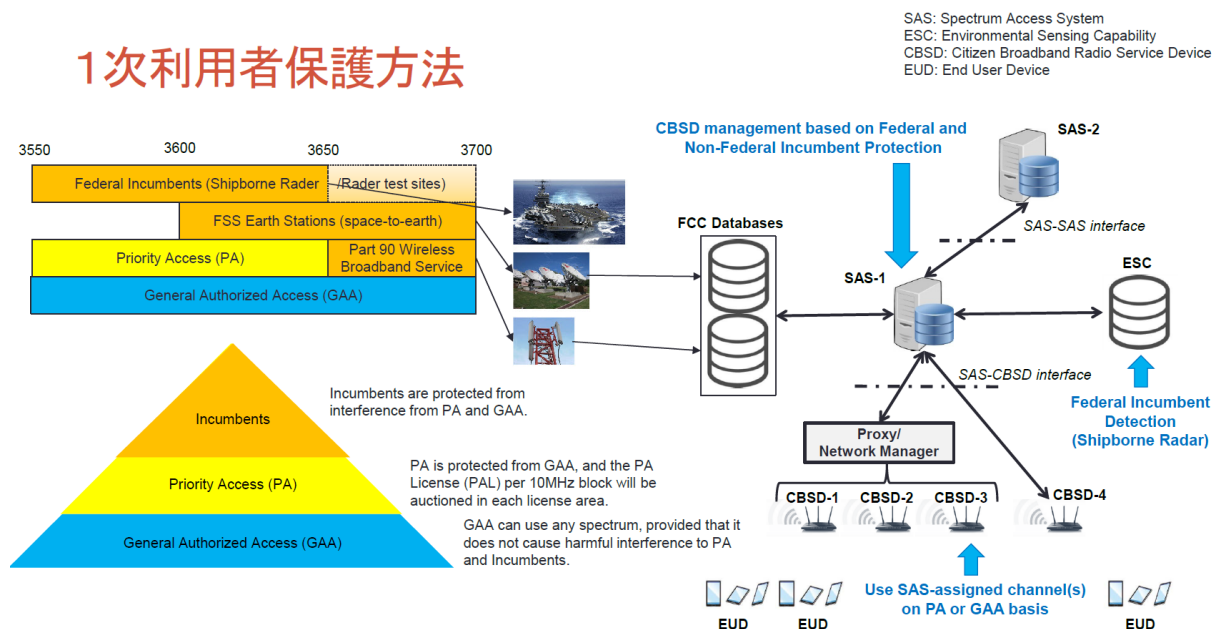 SAS: Spectrum Access System
ESC: Environmental Sensing Capability
CBSD: Citizen Broadband Radio Service Device
EUD: End User Device
1次利用者保護方法
3550
3600
3650
3700
Federal Incumbents (Shipborne Rader
/Rader test sites)
FSS Earth Stations (space-to-earth)
Priority Access (PA)
Part 90 Wireless
Broadband Service
General Authorized Access (GAA)
Incumbents
Incumbents are protected from
interference from PA and GAA.
Priority Access (PA)
PA is protected from GAA, and the PA
License (PAL) per 10MHz block will be
auctioned in each license area.
General Authorized Access (GAA)
GAA can use any spectrum, provided that it
does not cause harmful interference to PA
and Incumbents.
CBSD management based on Federal and
Non-Federal Incumbent Protection
SAS-2
SAS-SAS interface
FCC Databases
SAS-1
ESC
SAS-CBSD interface
Federal Incumbent
Detection
(Shipborne Radar)
Proxy/
Network Manager
CBSD-1
CBSD-2
CBSD-3
CBSD-4
Use SAS-assigned channel(s)
on PA or GAA basis
EUD
EUD
EUD